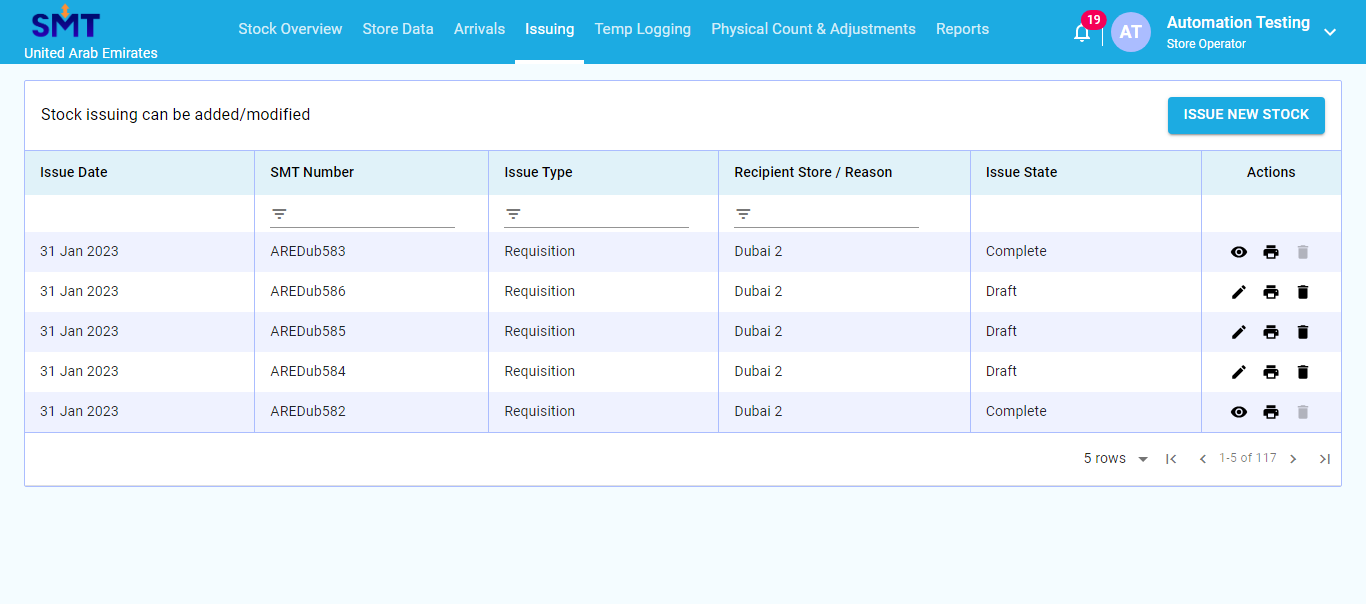 SMT
United Arab Emirates
Stock Overview Store Data Arrivals Issuing Temp Logging Physical Count & Adjustments Reports
19
AT
Automation Testing
Store Operator
Stock issuing can be added/modified
ISSUE NEW STOCK
Issue Date SMT Number Issue Type Recipient Store / Reason Issue State Actions
31 Jan 2023 AREDub583 Requisition Dubai 2 Complete
31 Jan 2023 AREDub586 Requisition Dubai 2 Draft
31 Jan 2023 AREDub585 Requisition Dubai 2 Draft
31 Jan 2023 AREDub584 Requisition Dubai 2 Draft
31 Jan 2023 AREDub582 Requisition Dubai 2 Complete
5 rows 1-5 of 117